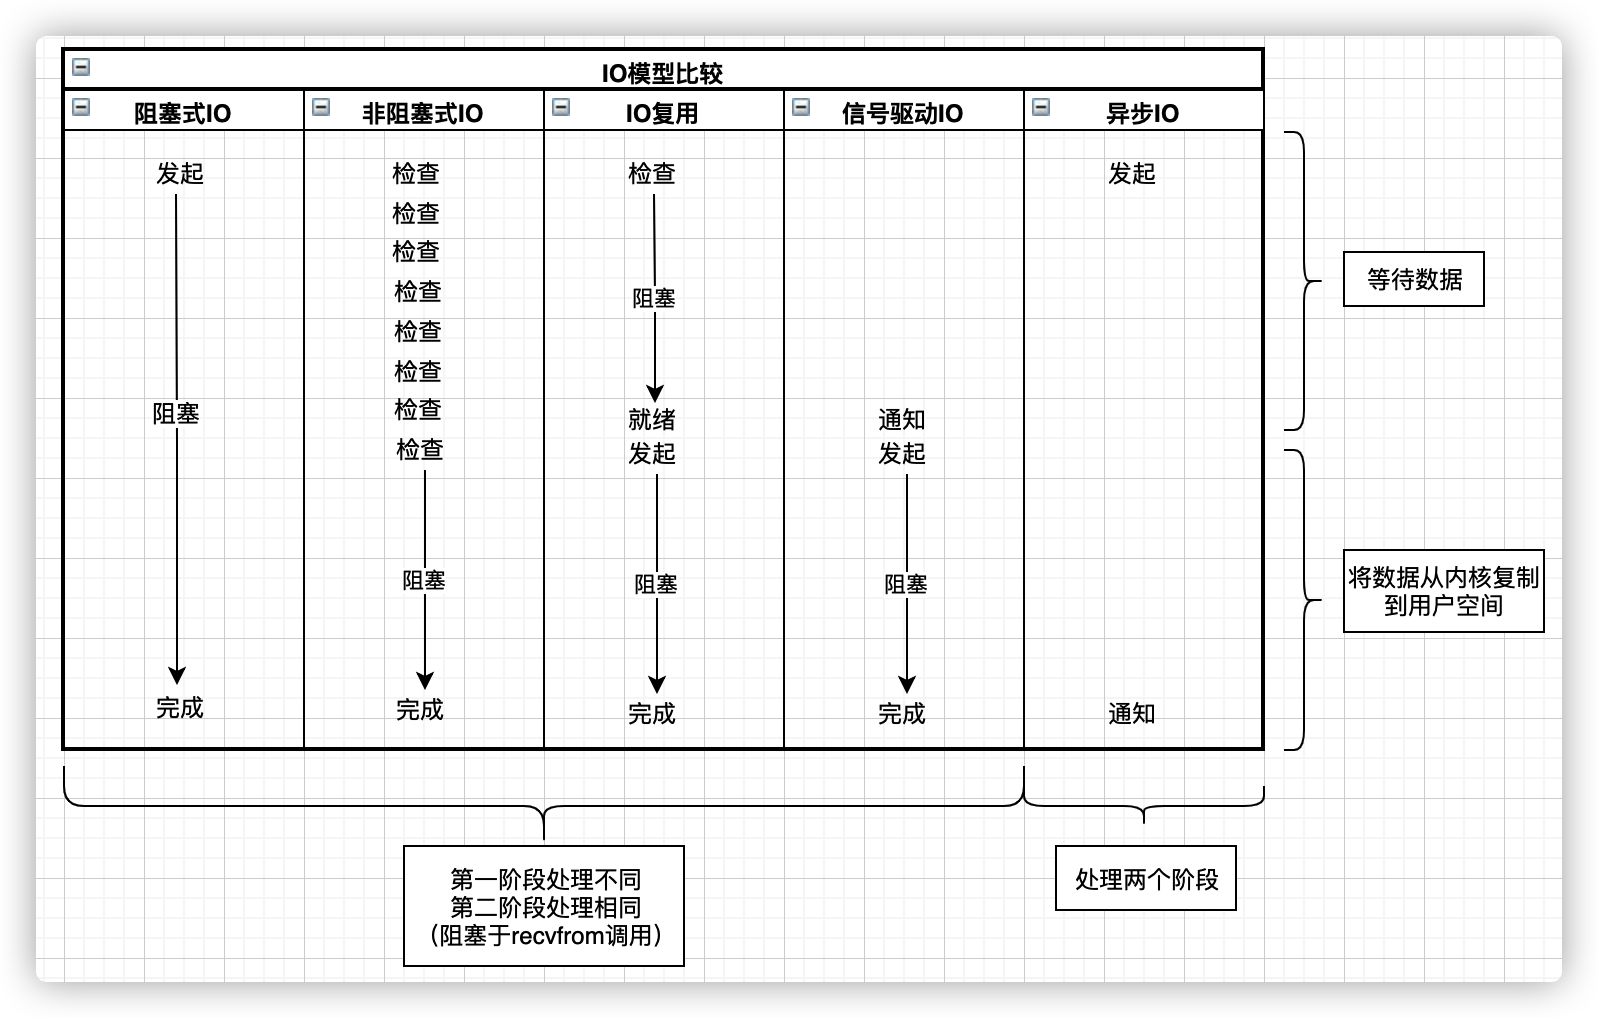 IO模型比较
阻塞式IO
非阻塞式IO
IO复用
信号驱动IO
异步IO
发起
阻塞
完成
检查
检查
检查
检查
检查
检查
检查
检查
阻塞
完成
检查
阻塞
就绪
发起
阻塞
完成
通知
发起
阻塞
完成
发起
通知
等待数据
将数据从内核复制
到用户空间
第一阶段处理不同
第二阶段处理相同
（阻塞于recvfrom调用）
处理两个阶段